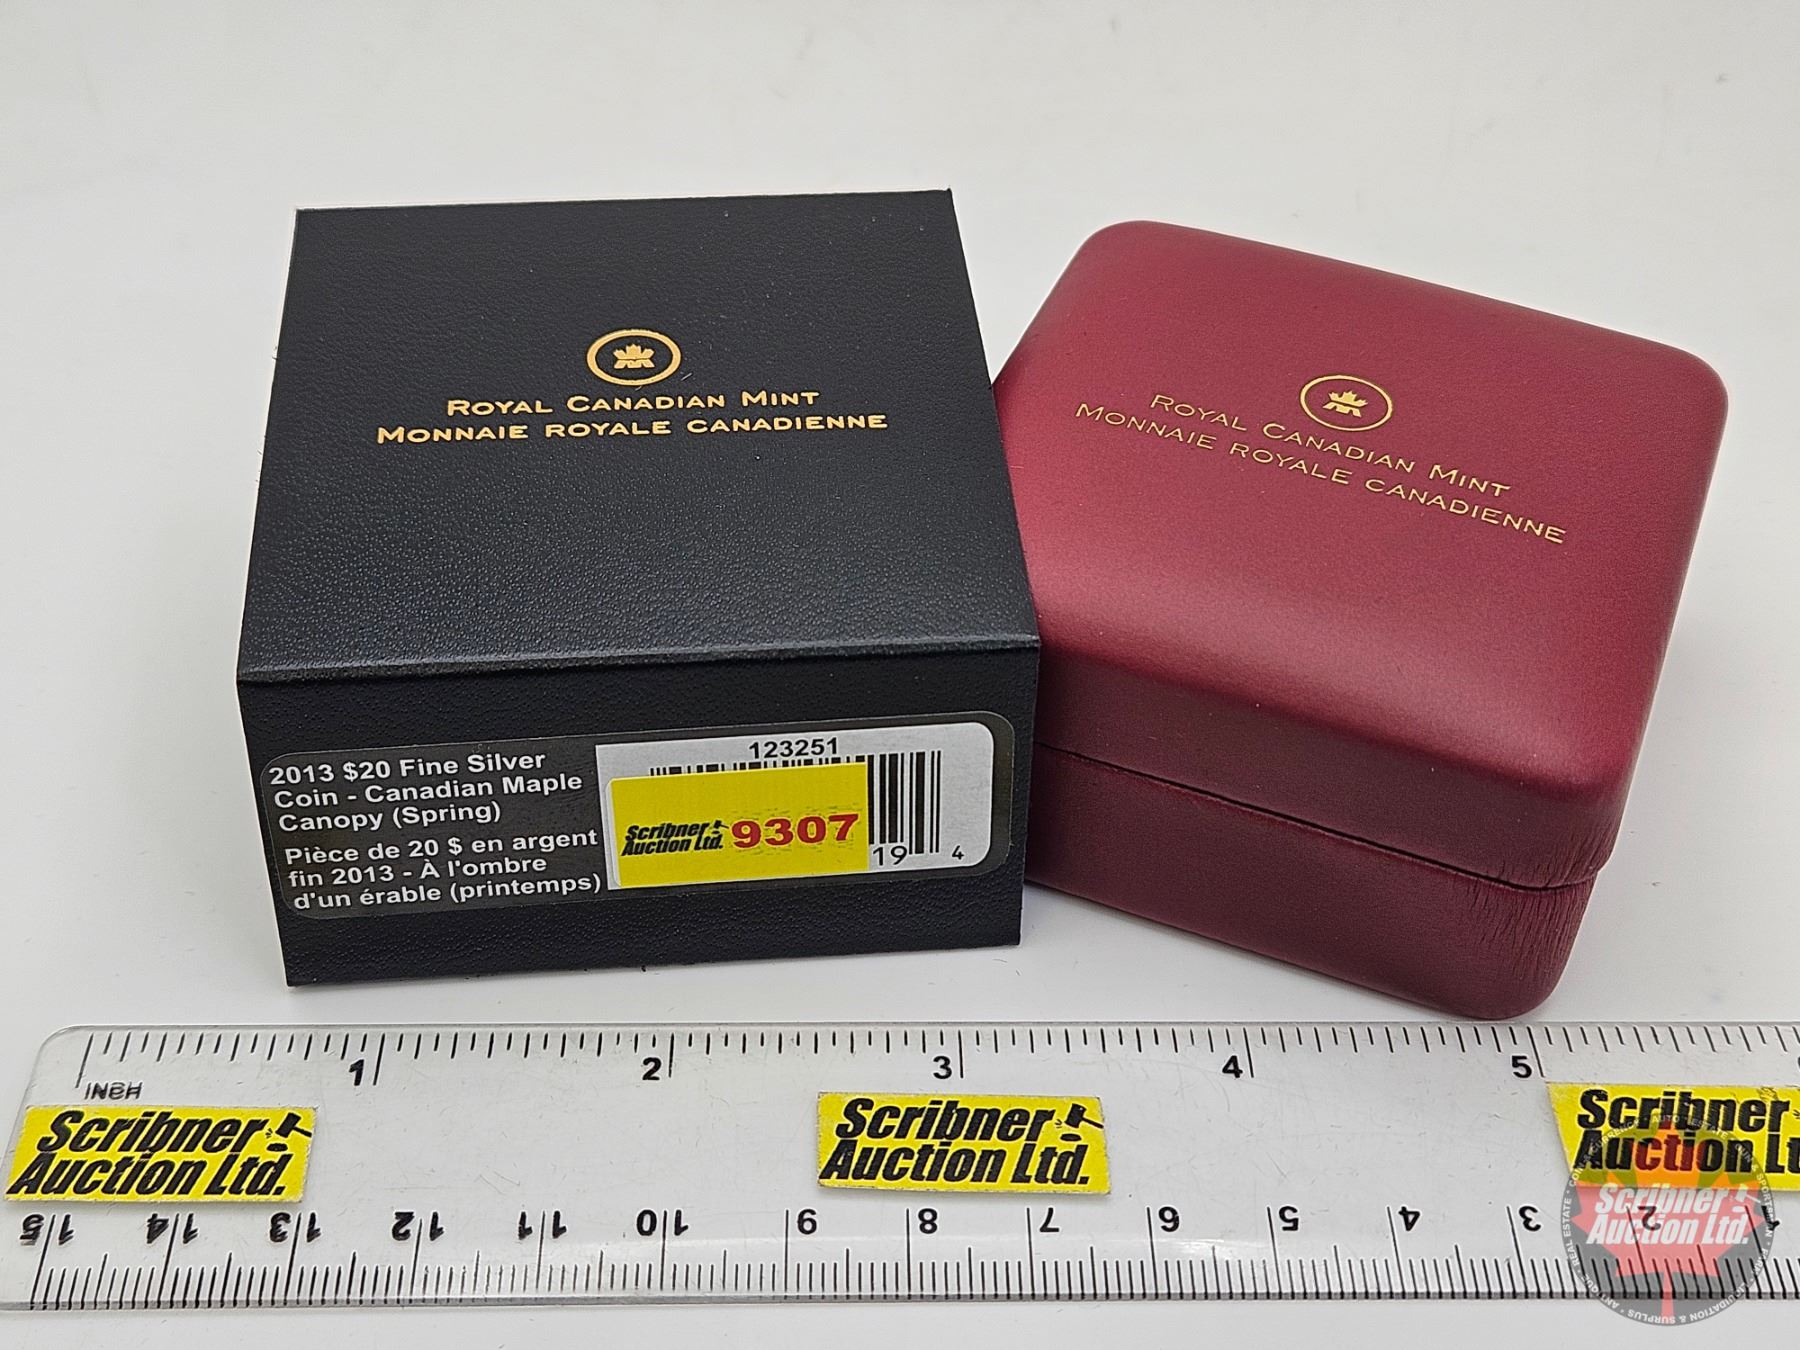 ROYAL CANADIAN MINT
MONNAIE ROYALE CANADIENNE
ROYAL CANADIAN MINT
MONNAIE ROYALE CANADIENNE
2013 $20 Fine Silver
Coin - Canadian Maple
Canopy (Spring)
Pièce de 20 $ en argent
fin 2013 - À l'ombre
d'un érable (printemps)
123251
Scribner
Auction Ltd.
9307
19 4
1 2 3 4 5
INCH
Scribner
Auction Ltd.
Scribner
Auction Ltd.
Scribner
Auction Lt
15 14 13 12 11 10 9 8 7 6 5 4 3 2 1
Scribner
Auction Ltd.